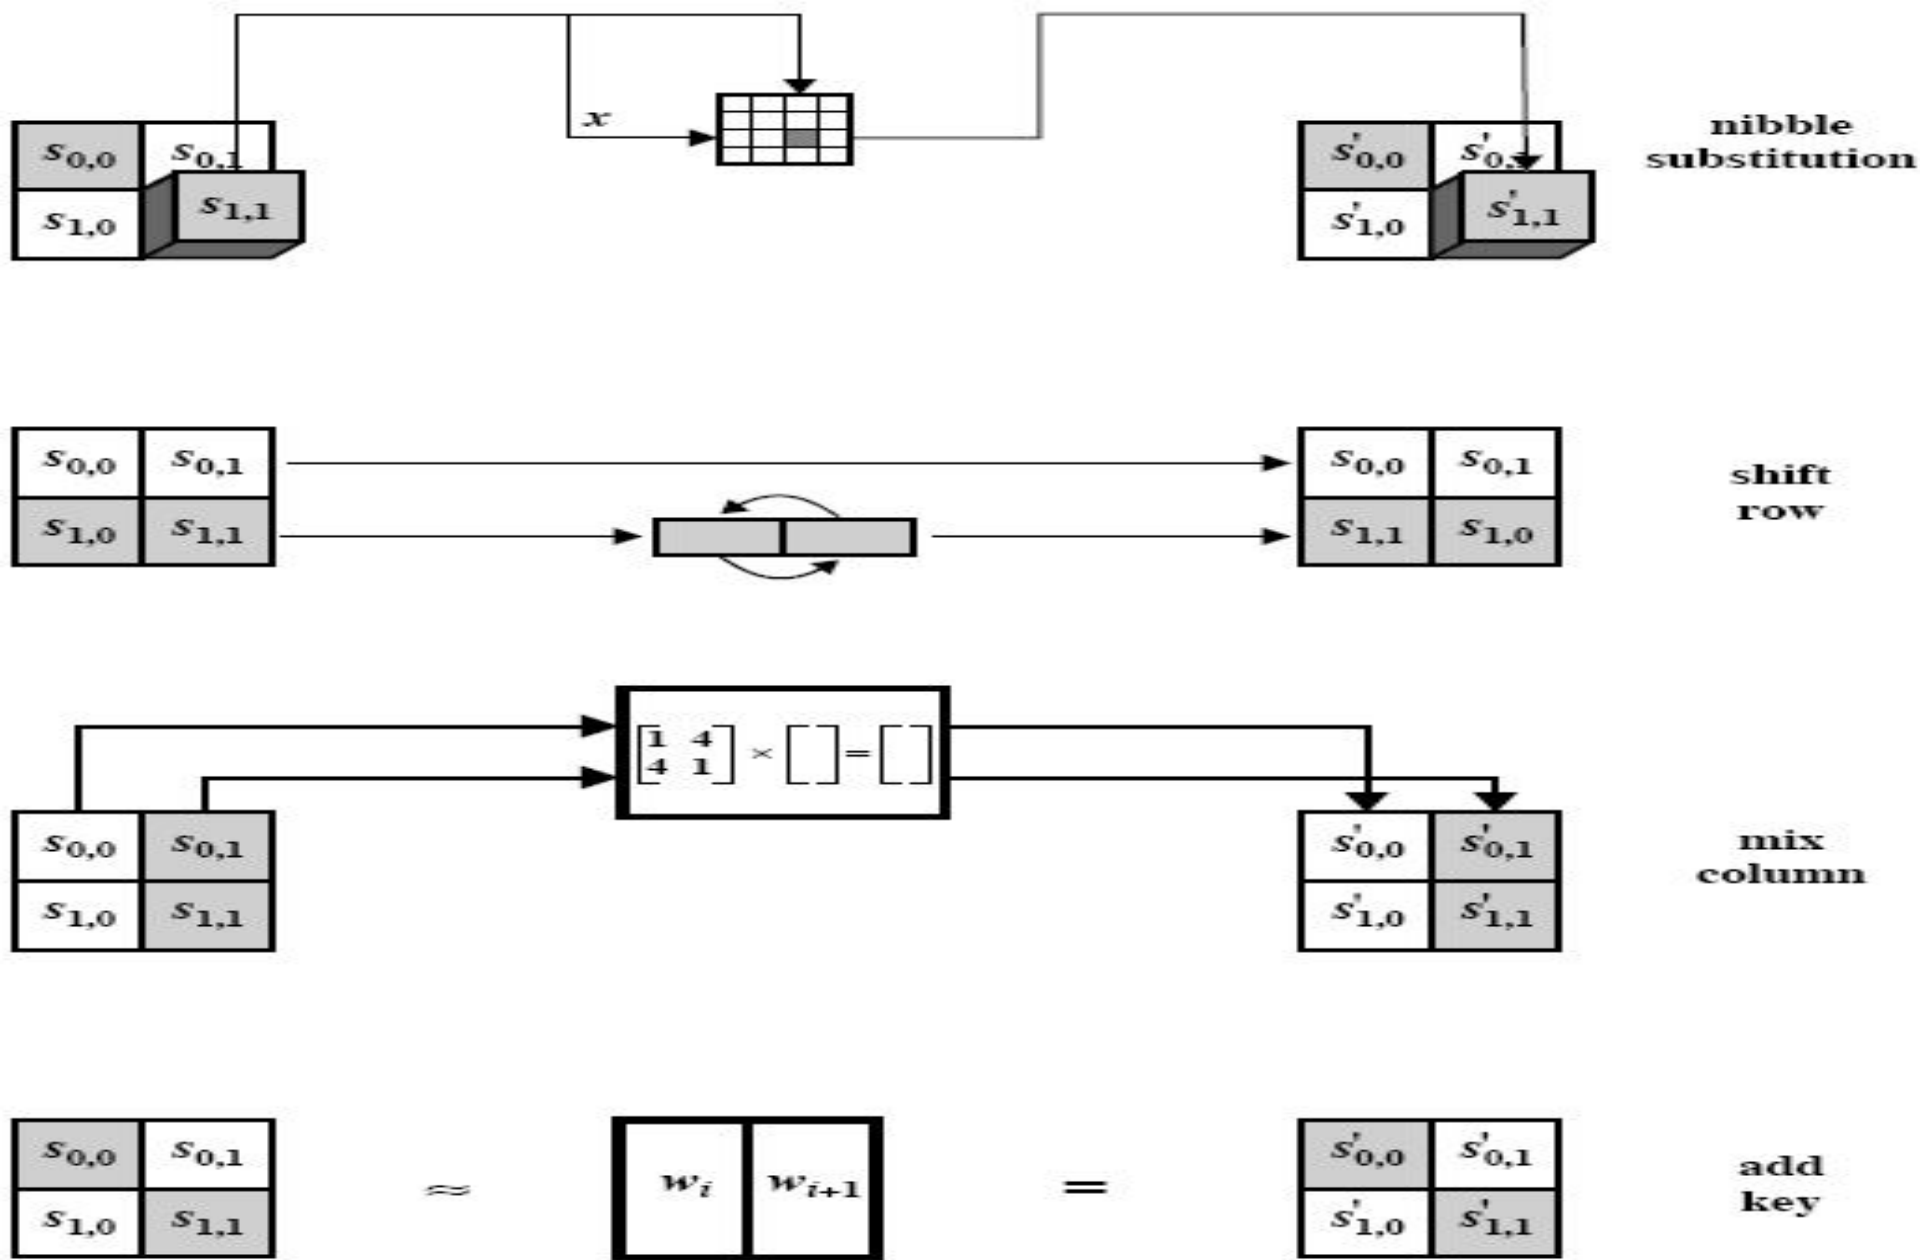 x
s0,0 s0,1 s'0,0 s'0,1 nibble
s1,0 s1,1 s'1,0 s'1,1 substitution
s0,0 s0,1 s0,0 s0,1 shift
s1,0 s1,1 s1,1 s1,0 row
1 4
4 1
× =
s0,0 s0,1 s'0,0 s'0,1 mix
s1,0 s1,1 s'1,0 s'1,1 column
s0,0 s0,1 s'0,0 s'0,1 add
≈ wi wi+1 =
s1,0 s1,1 s'1,0 s'1,1 key